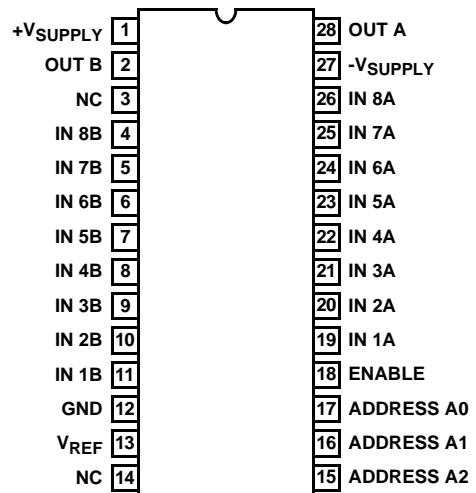 +VSUPPLY 1 28 OUT A
OUT B 2 27 -VSUPPLY
NC 3 26 IN 8A
IN 8B 4 25 IN 7A
IN 7B 5 24 IN 6A
IN 6B 6 23 IN 5A
IN 5B 7 22 IN 4A
IN 4B 8 21 IN 3A
IN 3B 9 20 IN 2A
IN 2B 10 19 IN 1A
IN 1B 11 18 ENABLE
GND 12 17 ADDRESS A0
VREF 13 16 ADDRESS A1
NC 14 15 ADDRESS A2